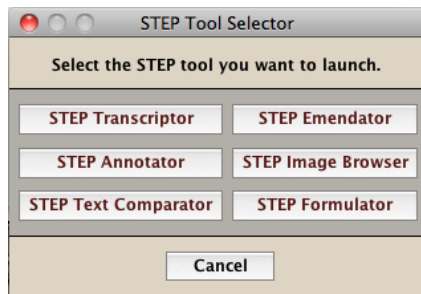 STEP Tool Selector
Select the STEP tool you want to launch.
STEP Transcriptor STEP Emendator
STEP Annotator STEP Image Browser
STEP Text Comparator STEP Formulator
Cancel